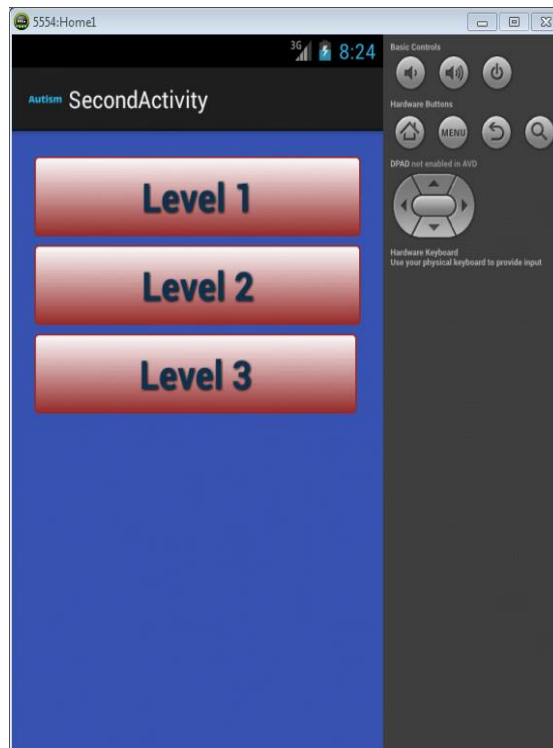 5554:Home1
3G 8:24
Autism SecondActivity
Level 1
Level 2
Level 3
Basic Controls
Hardware Buttons
MENU
DPAD not enabled in AVD
Hardware Keyboard
Use your physical keyboard to provide input